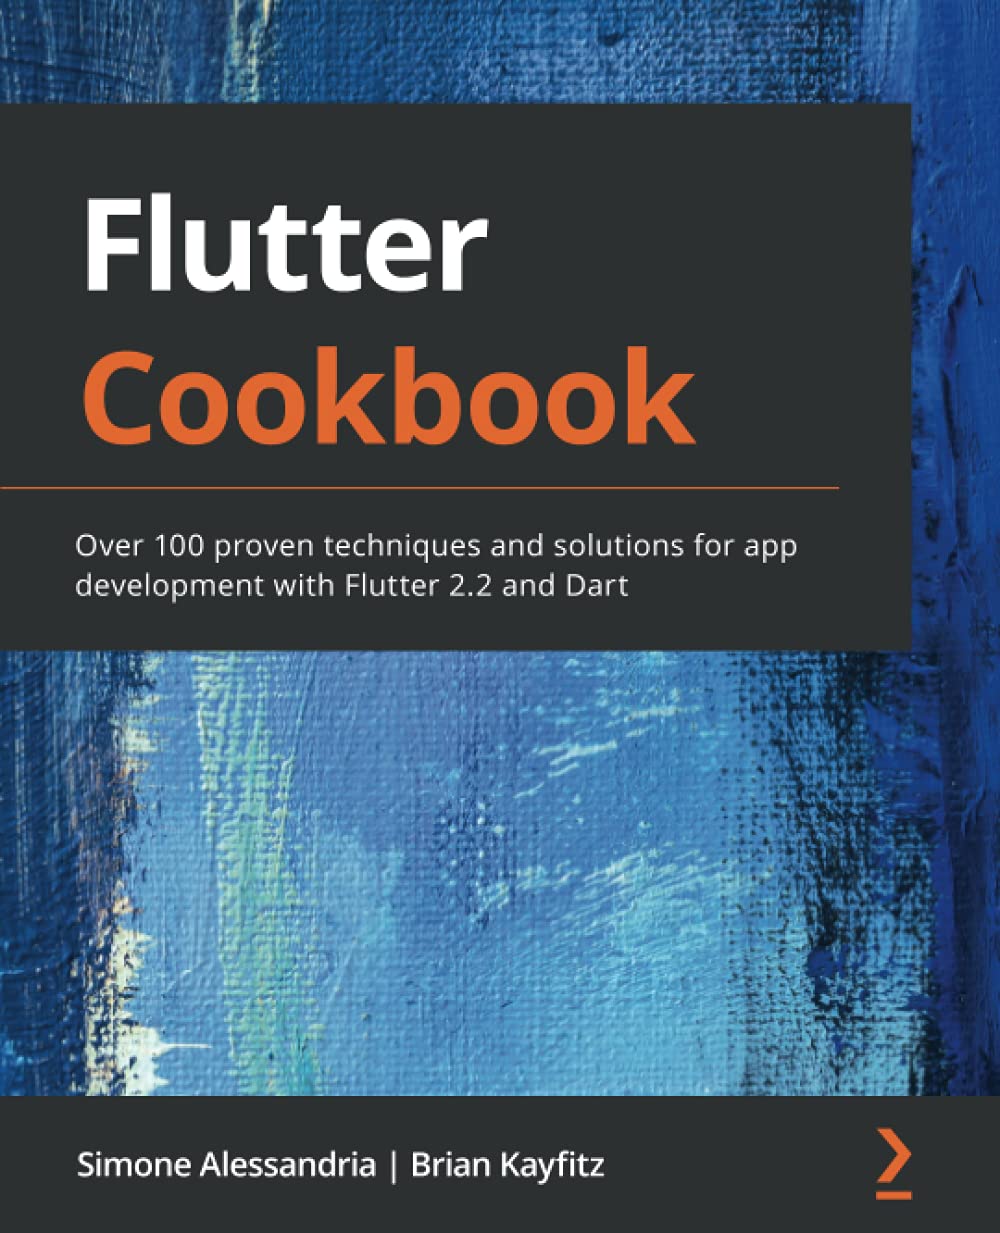 Flutter
Cookbook
Over 100 proven techniques and solutions for app
development with Flutter 2.2 and Dart
Simone Alessandria | Brian Kayfitz